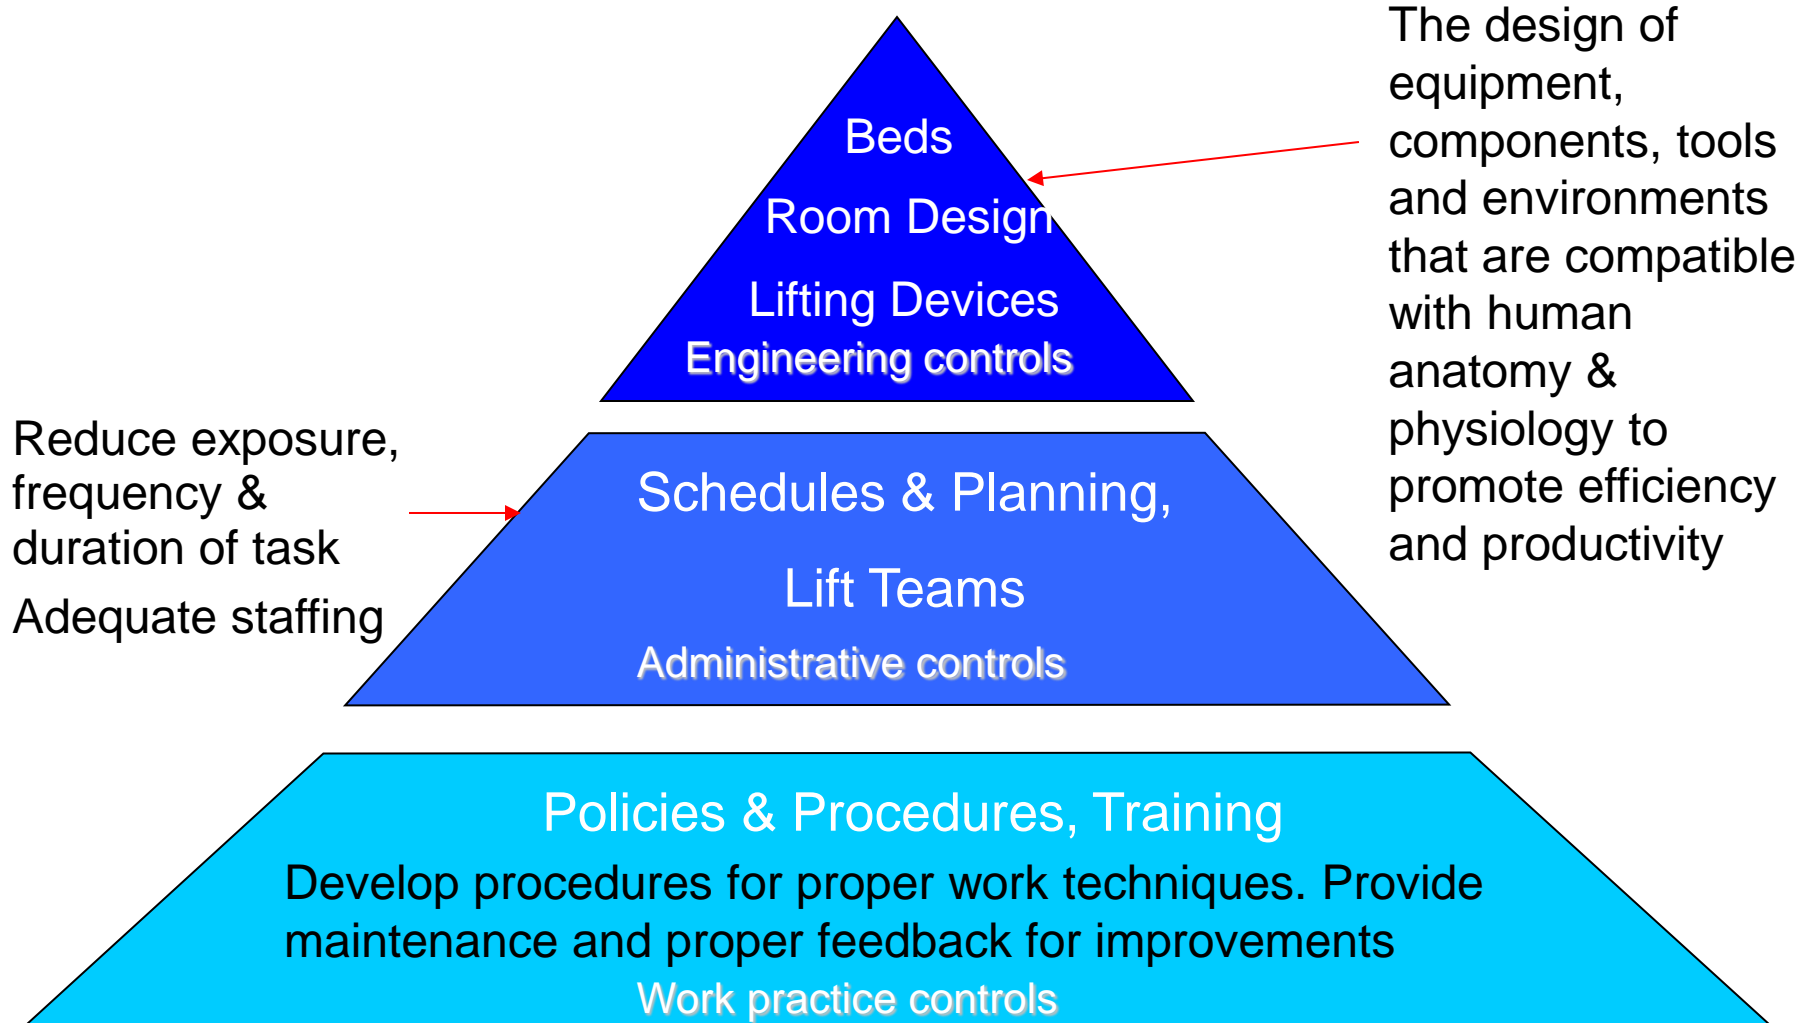 Beds
Room Design
Lifting Devices
Engineering controls
The design of
equipment,
components, tools
and environments
that are compatible
with human
anatomy &
physiology to
promote efficiency
and productivity
Reduce exposure,
frequency &
duration of task
Adequate staffing
Schedules & Planning,
Lift Teams
Administrative controls
Policies & Procedures, Training
Develop procedures for proper work techniques. Provide
maintenance and proper feedback for improvements
Work practice controls